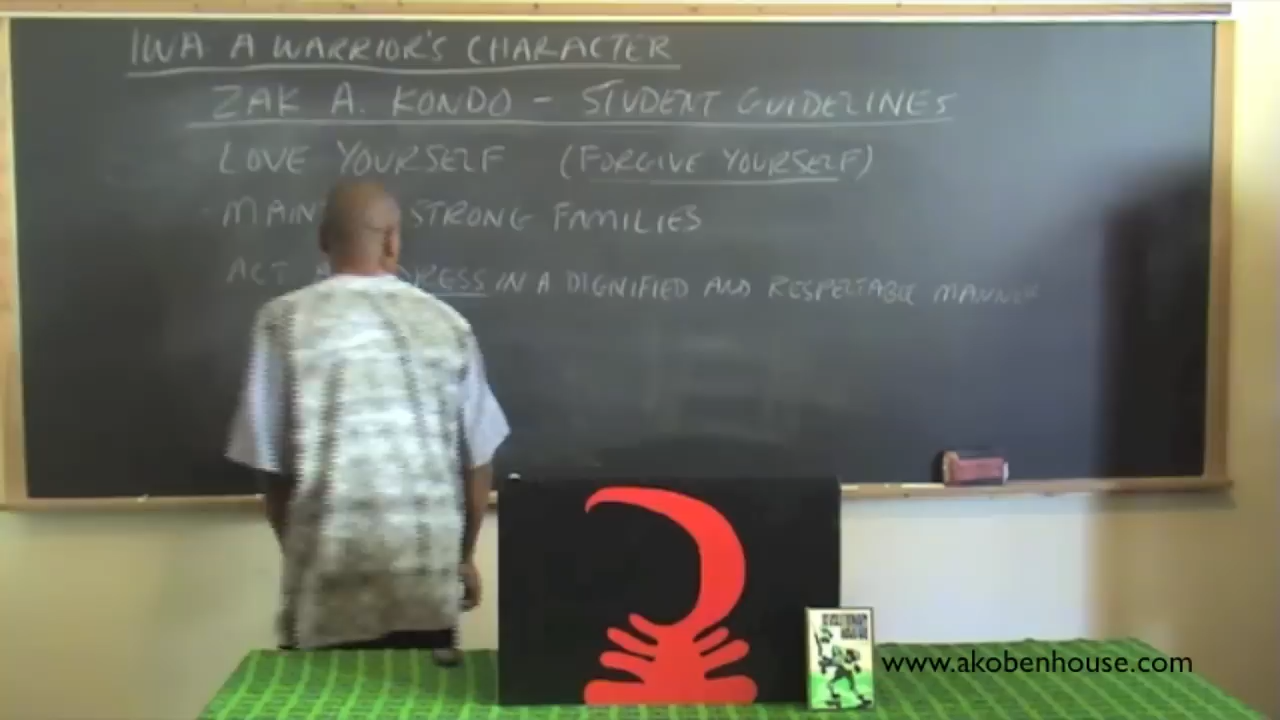 IWA A WARRIOR'S CHARACTER
ZAK A. KONDO - STUDENT GUIDELINES
LOVE YOURSELF (FORGIVE YOURSELF)
STRONG FAMILIES
ACT DRESS IN A DIGNIFIED AND RESPECTABLE MANNER
www.akobenhouse.com